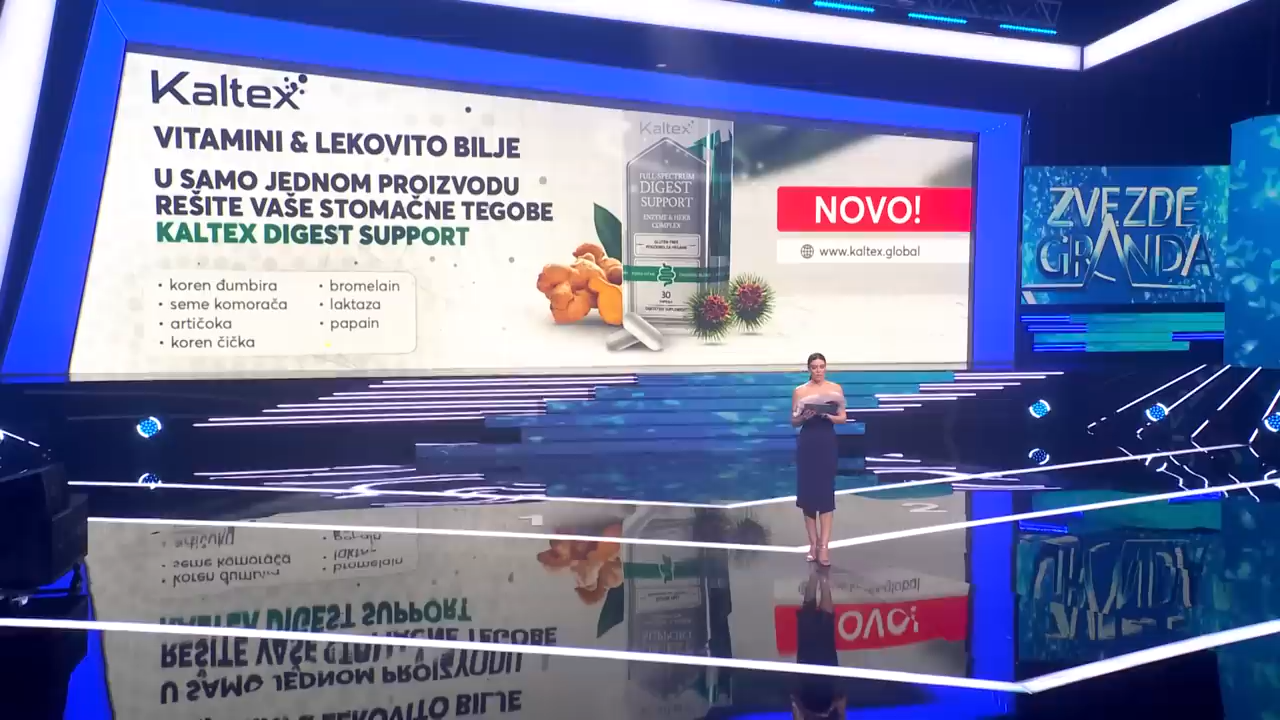 Kaltex
VITAMINI & LEKOVITO BILJE
U SAMO JEDNOM PROIZVODU
REŠITE VAŠE STOMAČNE TEGOBE
KALTEX DIGEST SUPPORT
• koren đumbira
• seme komorača
• artičoka
• koren čička
• bromelain
• laktaza
• papain
Kaltex
FULL SPECTRUM
DIGEST
SUPPORT
ENZYME & HERB
COMPLEX
GLUTEN FREE
30
NOVO!
www.kaltex.global
ZVEZDE
GRANDA